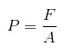 P = F/A